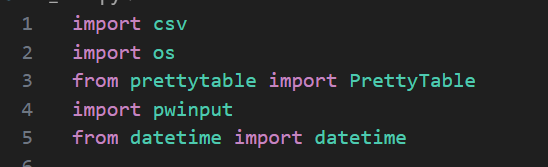 1 import csv
2 import os
3 from prettytable import PrettyTable
4 import pwinput
5 from datetime import datetime